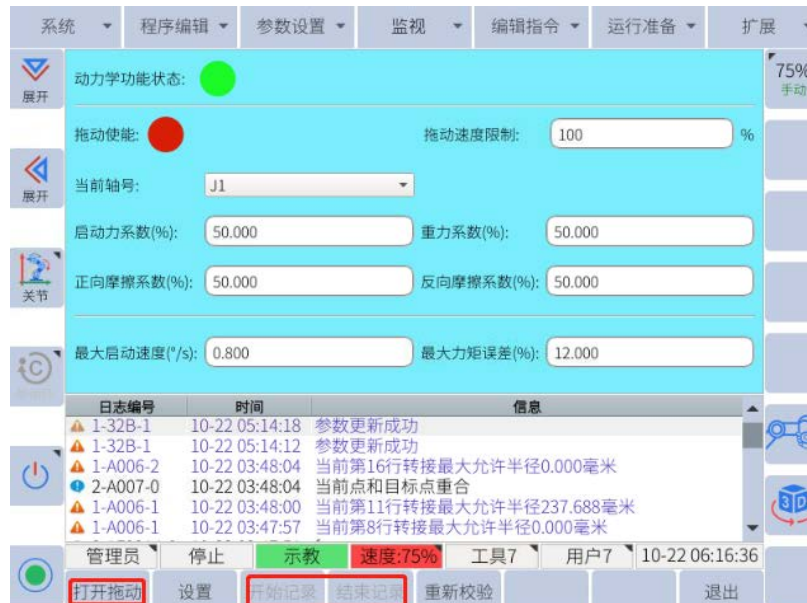 系统 程序编辑 参数设置 监视 编辑指令 运行准备 扩展
展开
动力学功能状态:
75%
手动
拖动使能: 拖动速度限制: 100 %
展开
当前轴号: J1
启动力系数(%): 50.000 重力系数(%): 50.000
关节
正向摩擦系数(%): 50.000 反向摩擦系数(%): 50.000
最大启动速度(°/s): 0.800 最大力矩误差(%): 12.000
日志编号 时间 信息
1-32B-1 10-22 05:14:18 参数更新成功
1-32B-1 10-22 05:14:12 参数更新成功
1-A006-2 10-22 03:48:04 当前第16行转接最大允许半径0.000毫米
2-A007-0 10-22 03:48:04 当前点和目标点重合
1-A006-1 10-22 03:48:00 当前第11行转接最大允许半径237.688毫米
1-A006-1 10-22 03:47:57 当前第8行转接最大允许半径0.000毫米
3D
管理员 停止 示教 速度:75% 工具7 用户7 10-22 06:16:36
打开拖动 设置 开始记录 结束记录 重新校验 退出